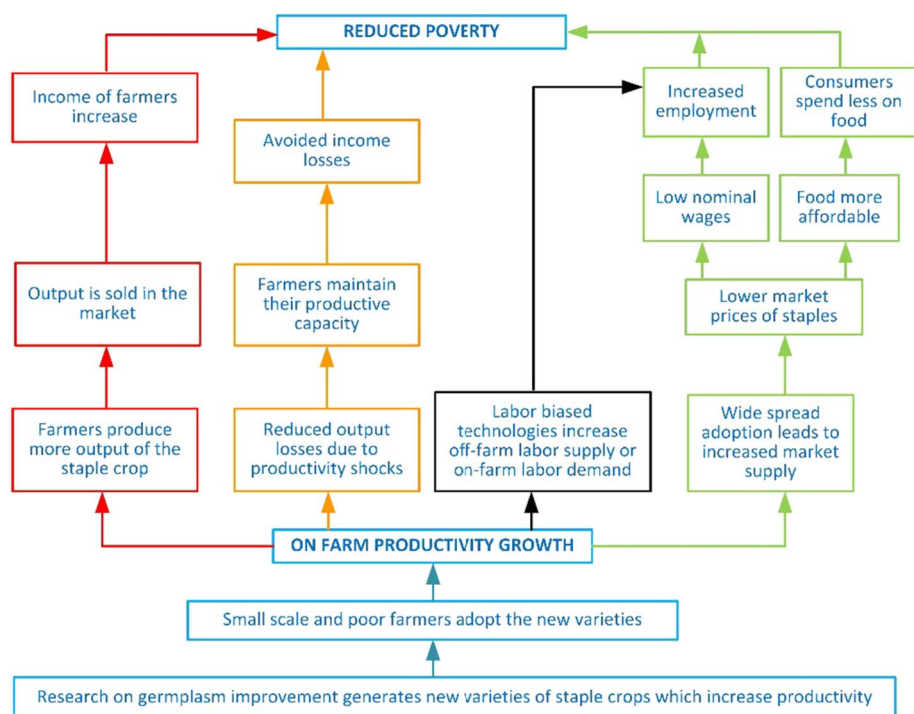 REDUCED POVERTY
Income of farmers
increase
Avoided income
losses
Increased
employment
Consumers
spend less on
food
Low nominal
wages
Food more
affordable
Output is sold in the
market
Farmers maintain
their productive
capacity
Lower market
prices of staples
Farmers produce
more output of the
staple crop
Reduced output
losses due to
productivity shocks
Labor biased
technologies increase
off-farm labor supply or
on-farm labor demand
Wide spread
adoption leads to
increased market
supply
ON FARM PRODUCTIVITY GROWTH
Small scale and poor farmers adopt the new varieties
Research on germplasm improvement generates new varieties of staple crops which increase productivity